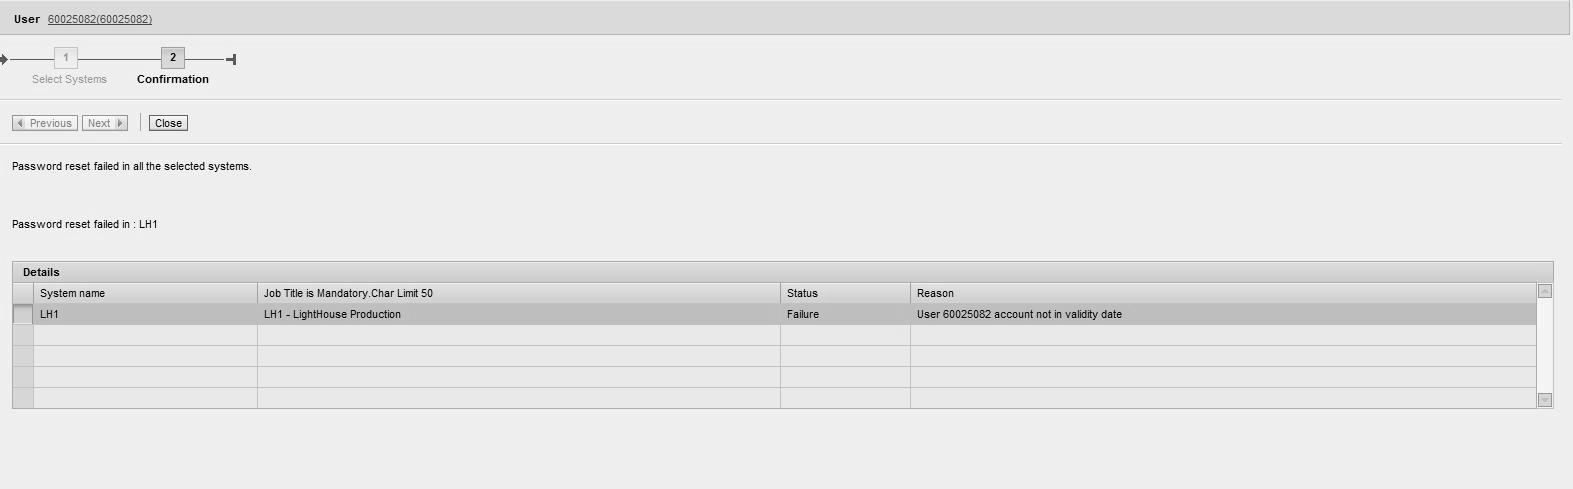 User 60025082(60025082)
1 2
Select Systems Confirmation
Previous Next Close
Password reset failed in all the selected systems.
Password reset failed in : LH1
Details
System name Job Title is Mandatory.Char Limit 50 Status Reason
LH1 LH1 - LightHouse Production Failure User 60025082 account not in validity date